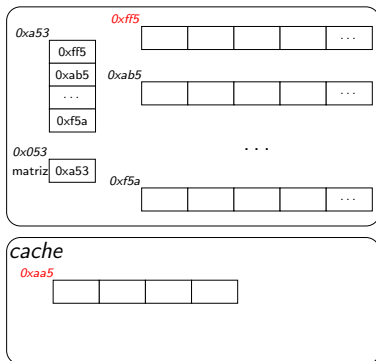 0xff5
0xa53
0xff5
...
0xab5
0xab5
...
...
0xf5a
...
0x053
matriz 0xa53
0xf5a
...
cache
0xaa5